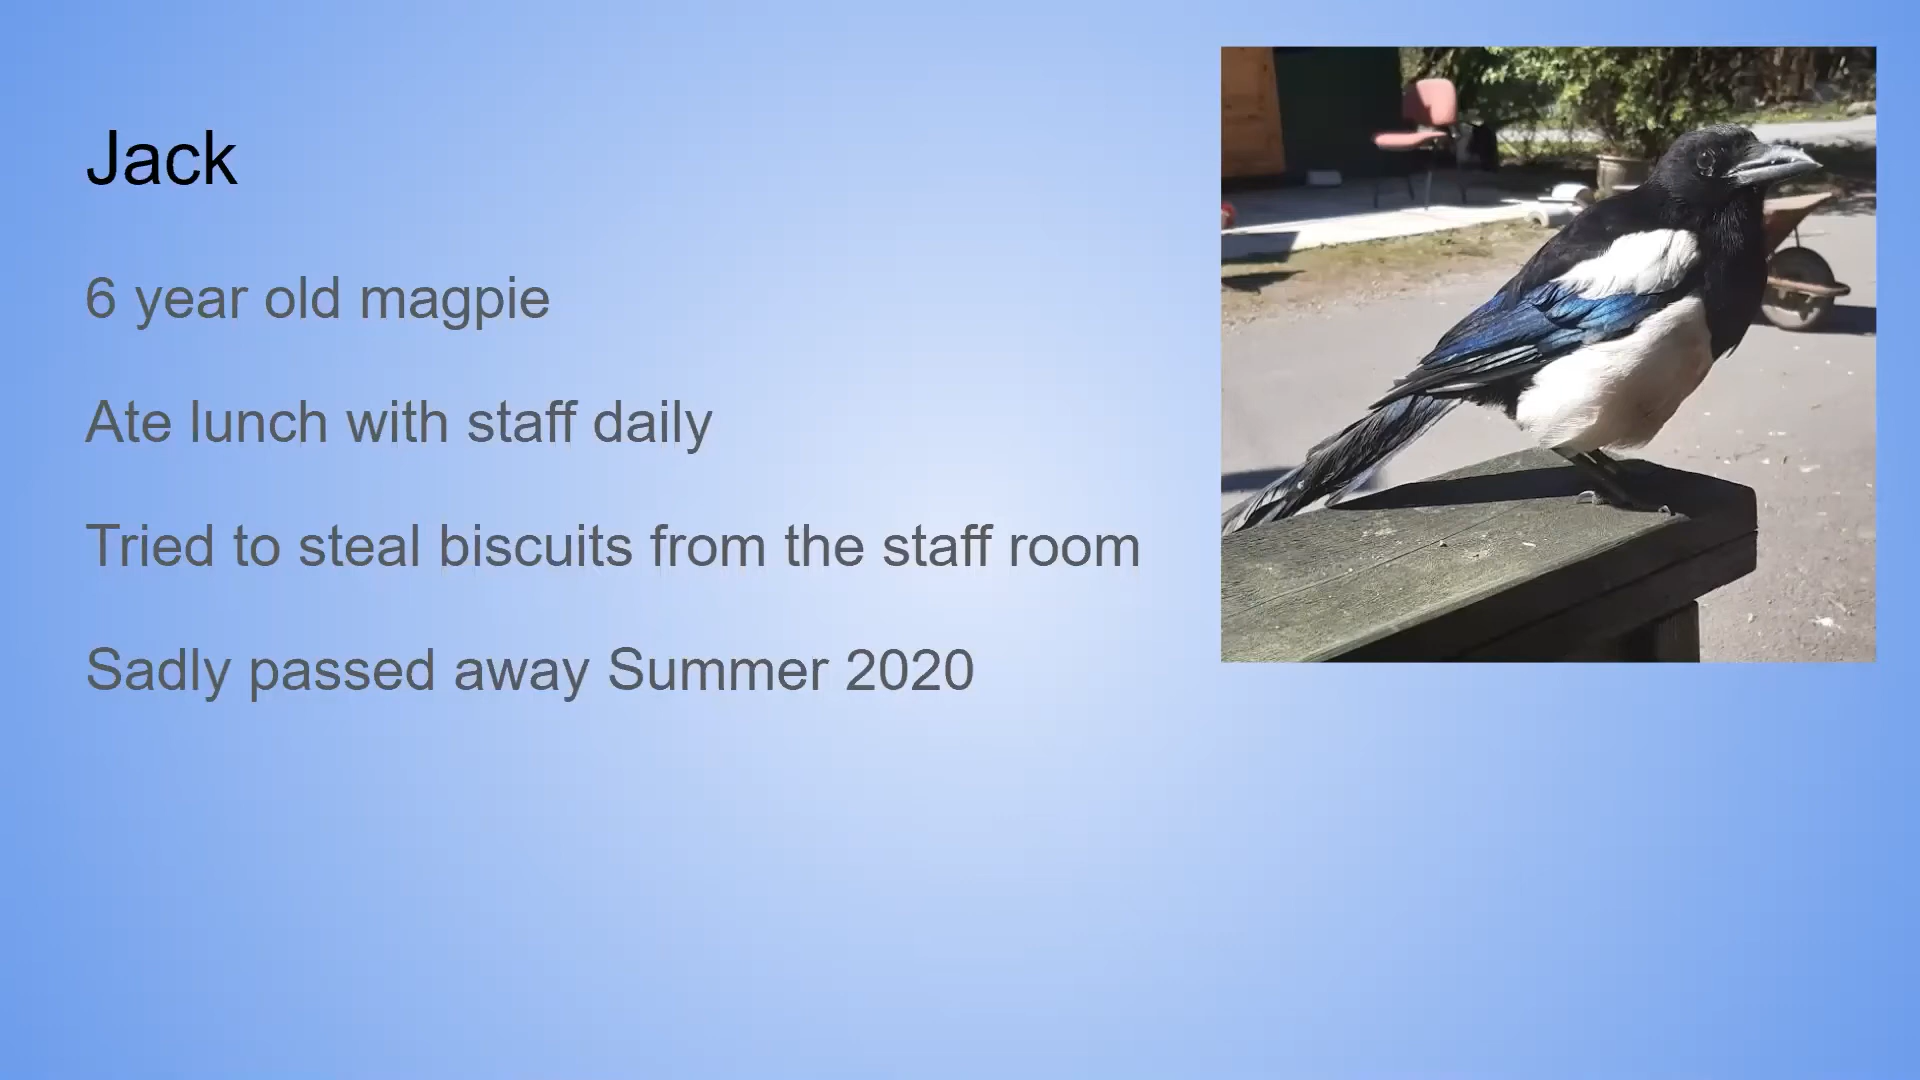 Jack
6 year old magpie
Ate lunch with staff daily
Tried to steal biscuits from the staff room
Sadly passed away Summer 2020